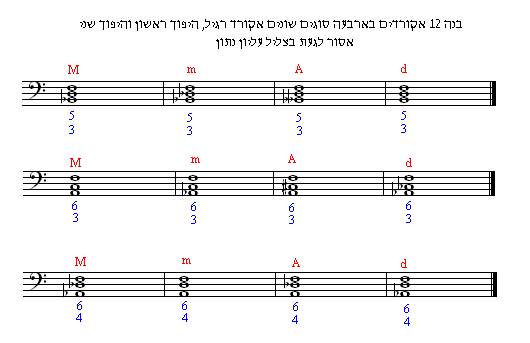 בנה 12 אקורדים בארבעה סוגים שונים אקורד רגיל, היפוך ראשון והיפוך שני
אסור לגעת בצליל עליון נתון
M m A d
5 5 5 5
3 3 3 3
M m A d
6 6 6 6
3 3 3 3
M m A d
6 6 6 6
4 4 4 4